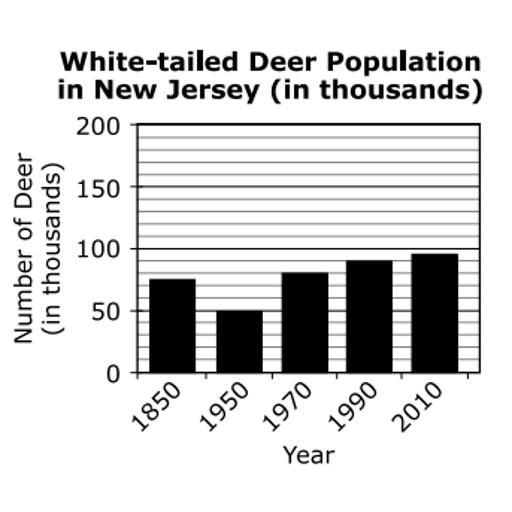 White-tailed Deer Population
in New Jersey (in thousands)
Number of Deer
(in thousands)
200
150
100
50
0
1850
1950
1970
1990
2010
Year